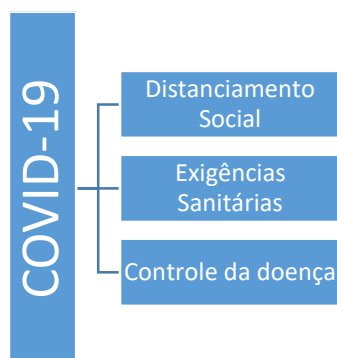 COVID-19
Distanciamento
Social
Exigências
Sanitárias
Controle da doença